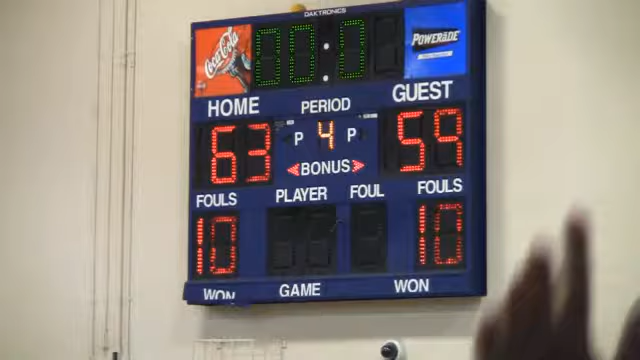 DAKTRONICS
Coca-Cola 00:0 POWERADE
HOME PERIOD GUEST
63 P 4 P 59
BONUS
FOULS PLAYER FOUL FOULS
10 10
WON GAME WON